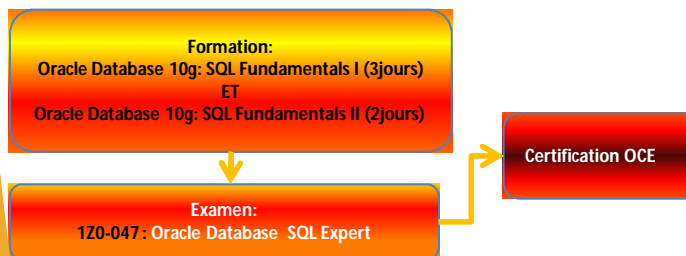 Formation:
Oracle Database 10g: SQL Fundamentals I (3jours)
ET
Oracle Database 10g: SQL Fundamentals II (2jours)
Certification OCE
Examen:
1Z0-047 : Oracle Database SQL Expert